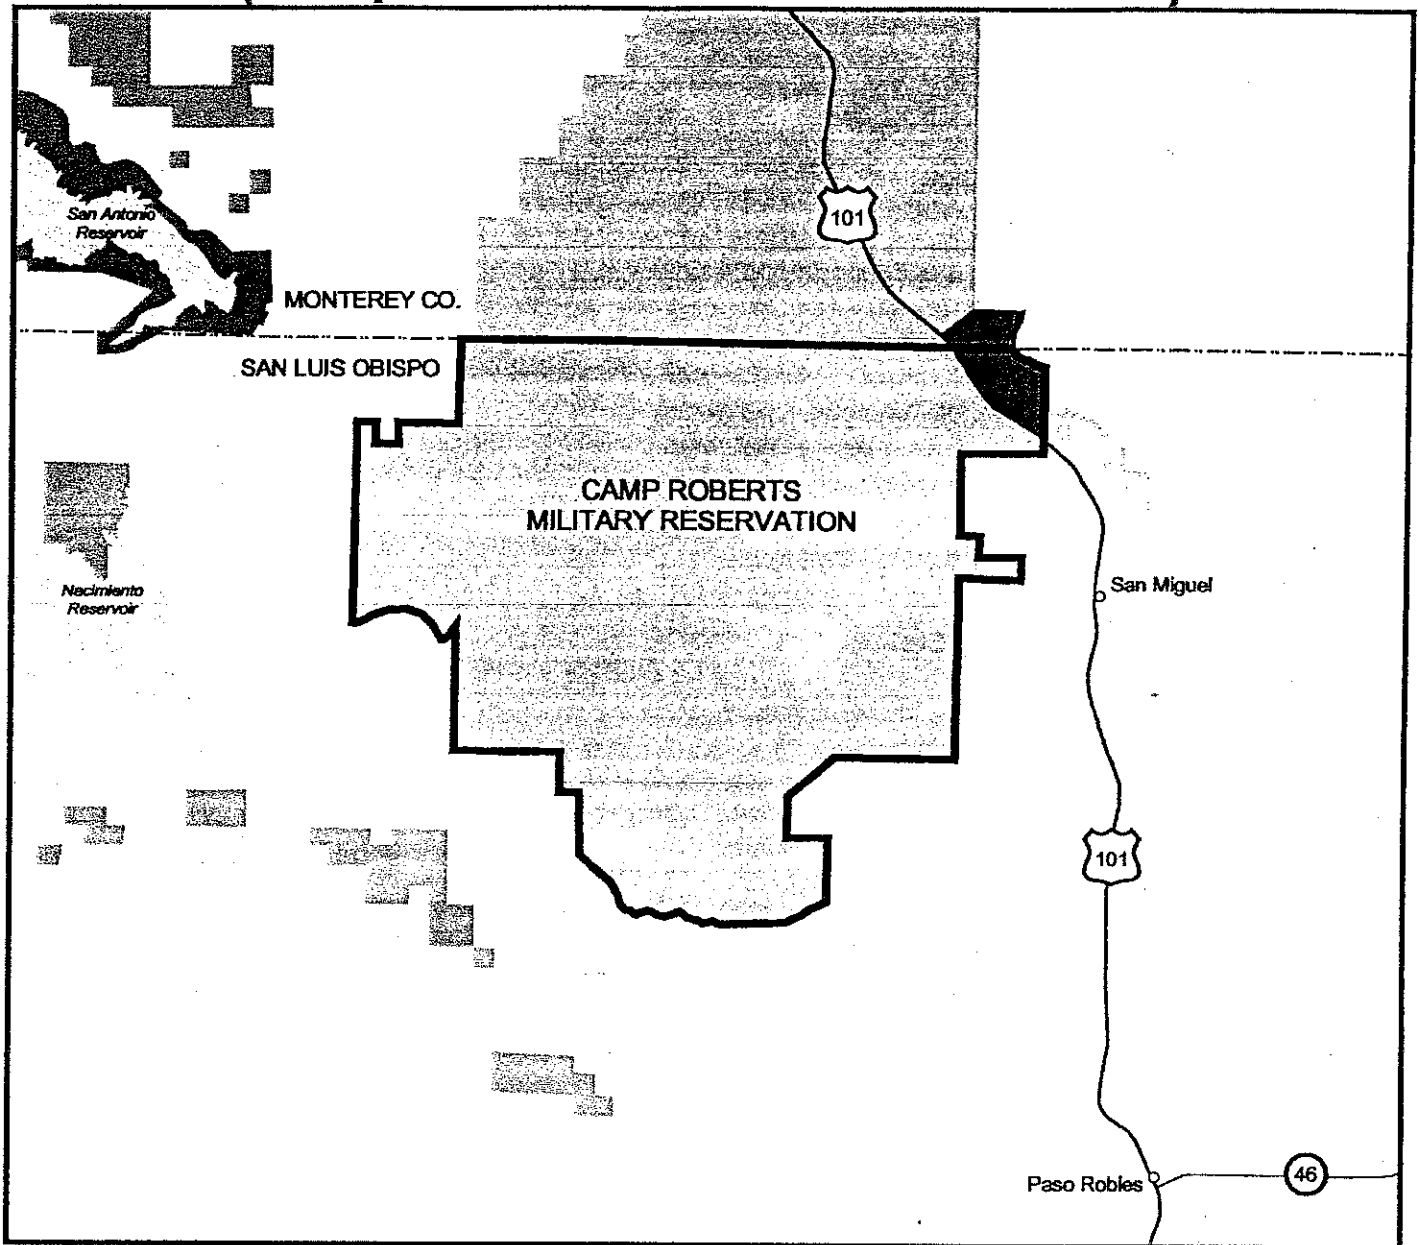 101
San Antonio
Reservoir
MONTEREY CO.
SAN LUIS OBISPO
CAMP ROBERTS
MILITARY RESERVATION
Nacimiento
Reservoir
San Miguel
101
Paso Robles
46